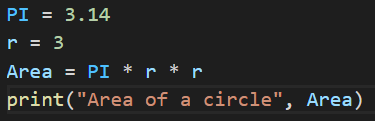 PI = 3.14
r = 3
Area = PI * r * r
print("Area of a circle", Area)